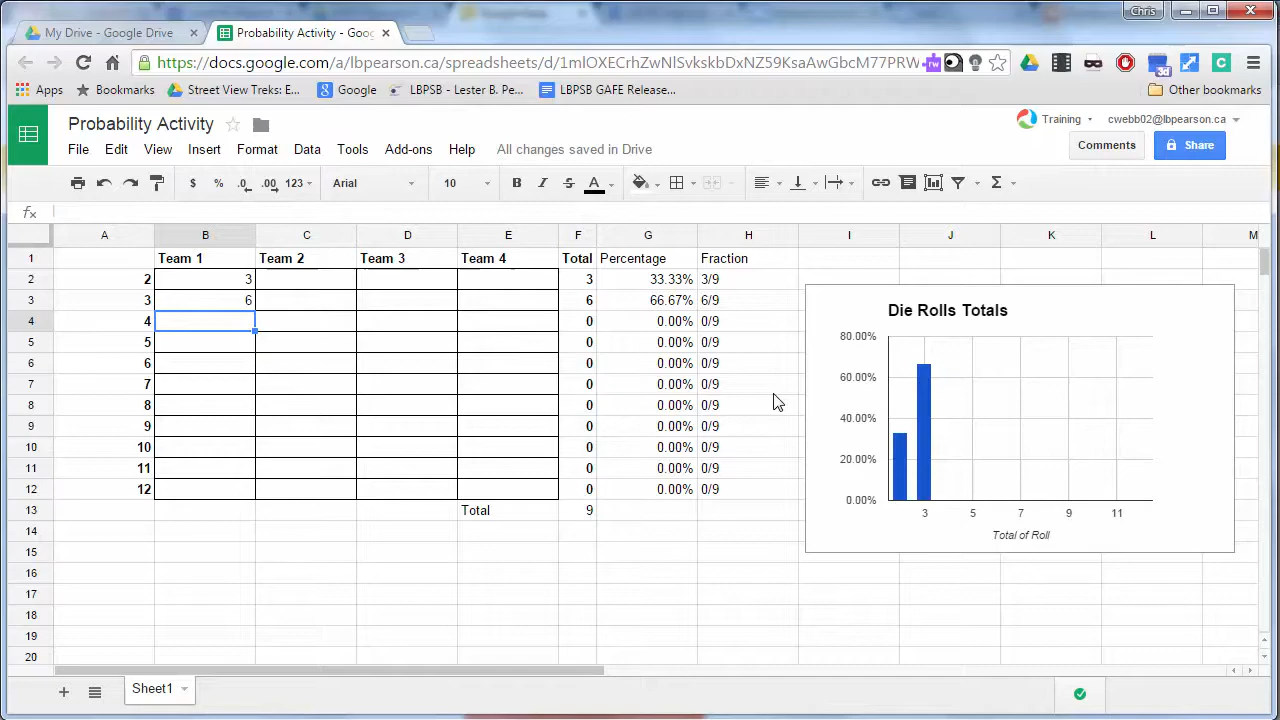 Chris
My Drive - Google Drive
Probability Activity - Goog
https://docs.google.com/a/lbpearson.ca/spreadsheets/d/1mlOXECrhZwNlSvkskbDxNZ59KsaAwGbcM77PRW
Apps
Bookmarks
Street View Treks: E...
Google
LBPSB - Lester B. Pe...
LBPSB GAFE Release...
Other bookmarks
Probability Activity
Training
cwebb02@lbpearson.ca
File Edit View Insert Format Data Tools Add-ons Help All changes saved in Drive
Comments
Share
$ % .0 .00 123 Arial 10 B I S A Σ
fx
A B C D E F G H I J K L M
1 Team 1 Team 2 Team 3 Team 4 Total Percentage Fraction
2 2 3 3 33.33% 3/9
3 3 6 6 66.67% 6/9
4 4 0 0.00% 0/9
5 5 0 0.00% 0/9
6 6 0 0.00% 0/9
7 7 0 0.00% 0/9
8 8 0 0.00% 0/9
9 9 0 0.00% 0/9
10 10 0 0.00% 0/9
11 11 0 0.00% 0/9
12 12 0 0.00% 0/9
13 Total 9
14
15
16
17
18
19
20
Die Rolls Totals
80.00%
60.00%
40.00%
20.00%
0.00%
3 5 7 9 11
Total of Roll
Sheet1